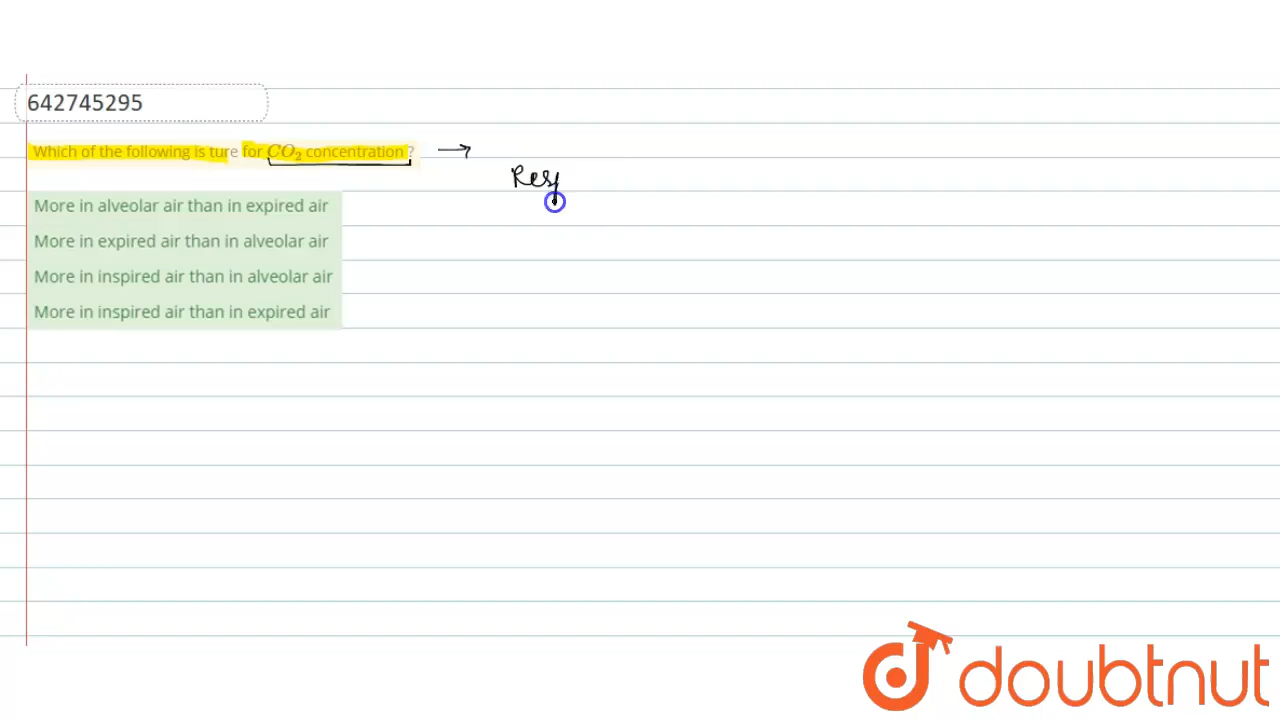 642745295
Which of the following is ture for CO₂ concentration ?
Resp
More in alveolar air than in expired air
More in expired air than in alveolar air
More in inspired air than in alveolar air
More in inspired air than in expired air
doubtnut